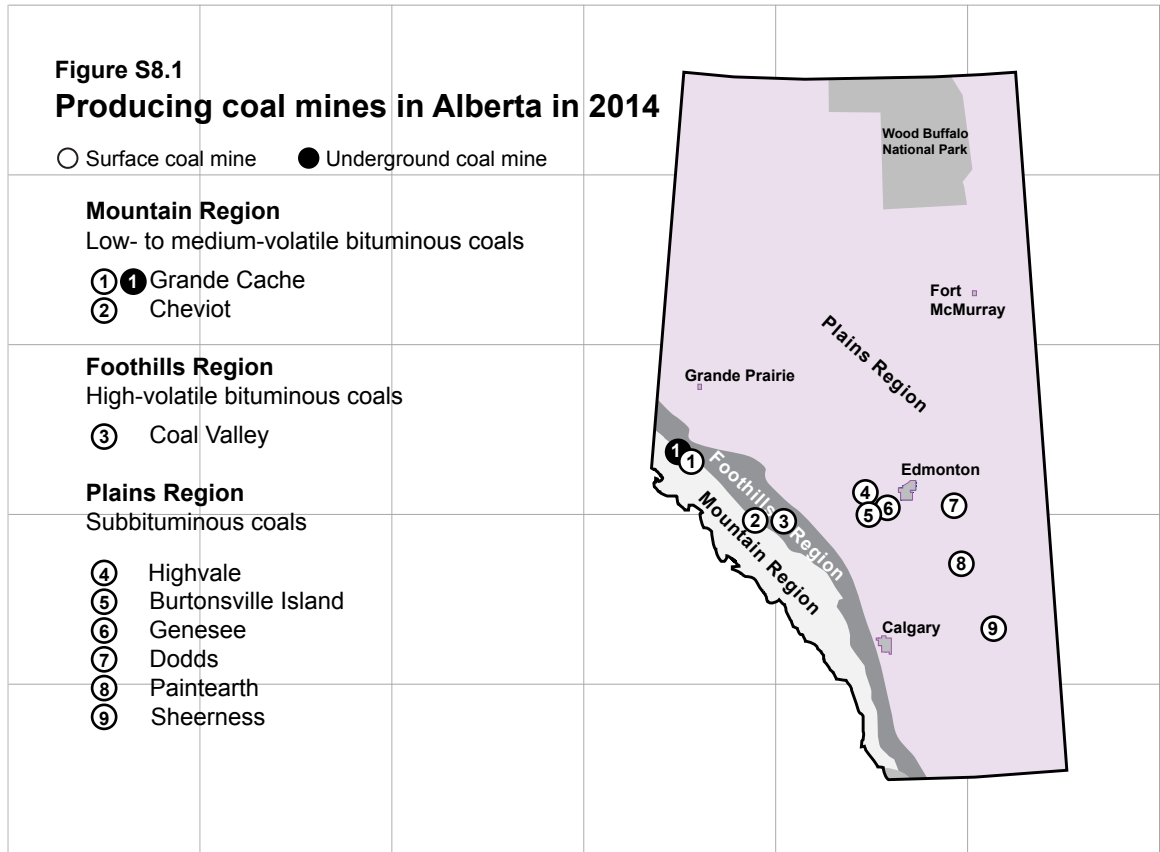 Figure S8.1
Producing coal mines in Alberta in 2014
Surface coal mine
Underground coal mine
Mountain Region
Low- to medium-volatile bituminous coals
1 1 Grande Cache
2 Cheviot
Foothills Region
High-volatile bituminous coals
3 Coal Valley
Plains Region
Subbituminous coals
4 Highvale
5 Burtonsville Island
6 Genesee
7 Dodds
8 Paintearth
9 Sheerness
Wood Buffalo
National Park
Fort
McMurray
Plains Region
Grande Prairie
1
1
Foothills Region
Mountain Region
2
3
Edmonton
4
5
6
7
8
Calgary
9